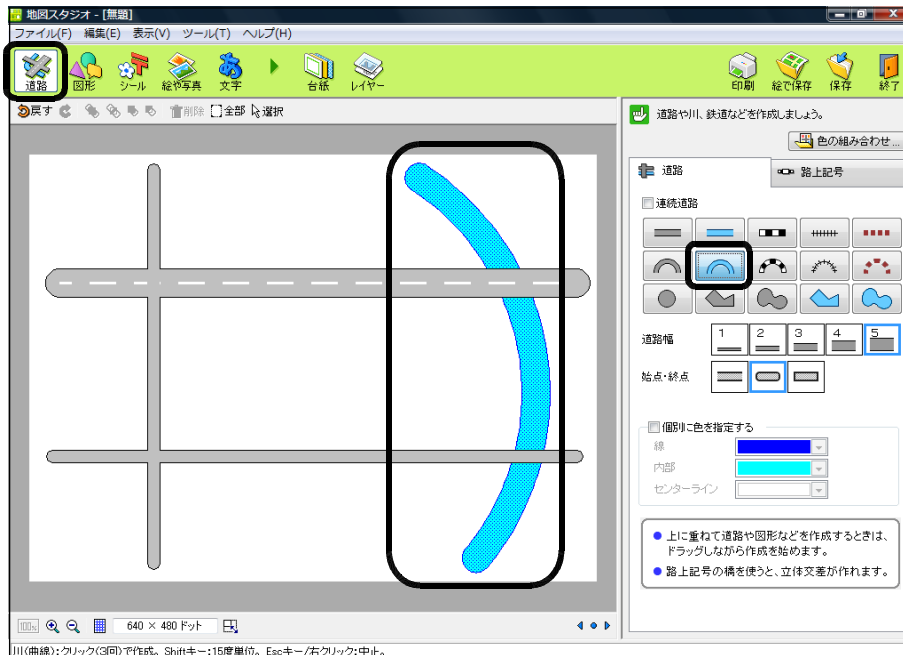 地図スタジオ - [無題]
ファイル(F) 編集(E) 表示(V) ツール(T) ヘルプ(H)
道路 図形 シール 絵や写真 文字 台紙 レイヤー 印刷 絵で保存 保存 終了
戻す 削除 全部 選択
道路や川、鉄道などを作成しましょう。
色の組み合わせ...
道路 路上記号
連続道路
道路幅 1 2 3 4 5
始点・終点
個別に色を指定する
線
内部
センターライン
● 上に重ねて道路や図形などを作成するときは、
ドラッグしながら作成を始めます。
● 路上記号の橋を使うと、立体交差が作れます。
100% 640 × 480 ドット
川(曲線):クリック(3回)で作成。Shiftキー:15度単位。Escキー/右クリック:中止。